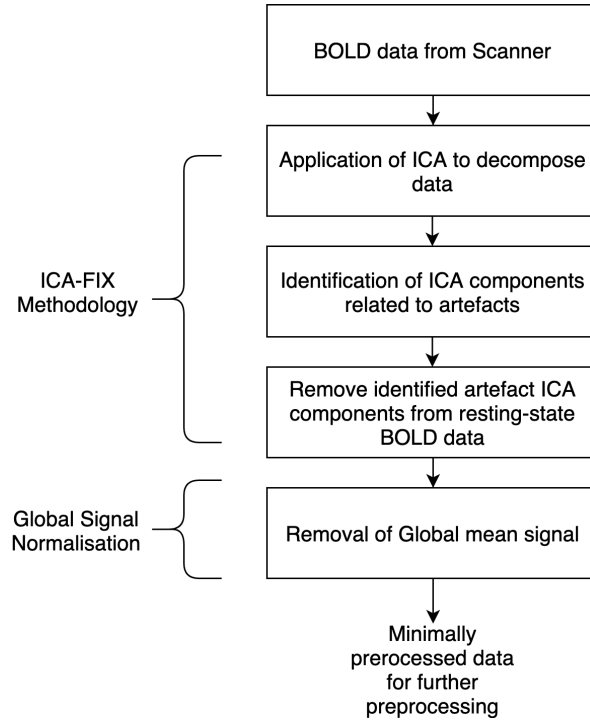 BOLD data from Scanner
Application of ICA to decompose
data
ICA-FIX
Methodology
Identification of ICA components
related to artefacts
Remove identified artefact ICA
components from resting-state
BOLD data
Global Signal
Normalisation
Removal of Global mean signal
Minimally
prerocessed data
for further
preprocessing